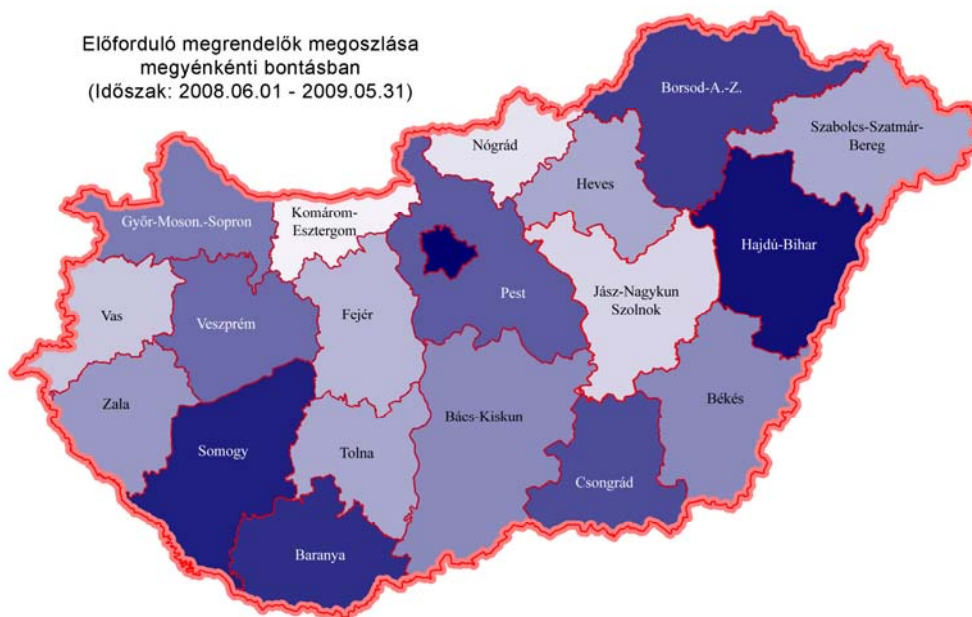 Előforduló megrendelők megoszlása
megyénkénti bontásban
(Időszak: 2008.06.01 - 2009.05.31)
Borsod-A.-Z.
Szabolcs-Szatmár-
Bereg
Nógrád
Heves
Győr-Moson.-Sopron
Komárom-
Esztergom
Hajdú-Bihar
Pest
Jász-Nagykun
Szolnok
Vas
Veszprém
Fejér
Zala
Bács-Kiskun
Békés
Somogy
Tolna
Csongrád
Baranya